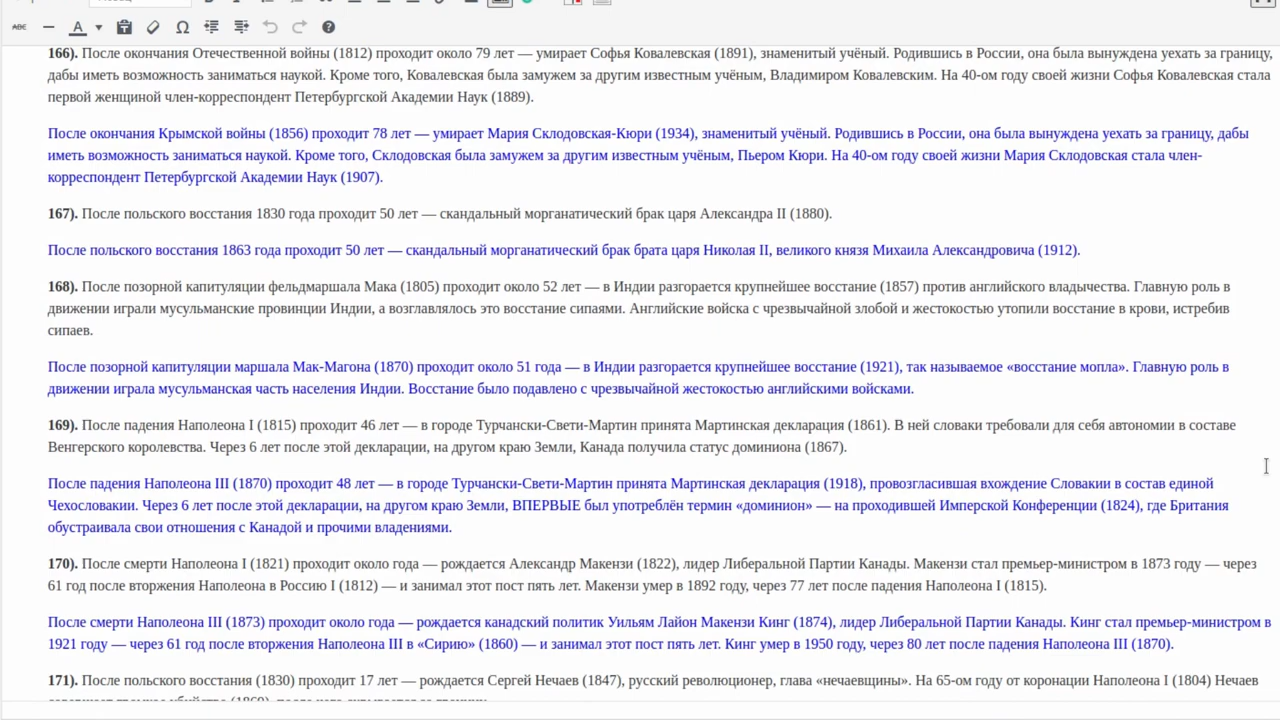 ABC
A
166). После окончания Отечественной войны (1812) проходит около 79 лет — умирает Софья Ковалевская (1891), знаменитый учёный. Родившись в России, она была вынуждена уехать за границу,
дабы иметь возможность заниматься наукой. Кроме того, Ковалевская была замужем за другим известным учёным, Владимиром Ковалевским. На 40-ом году своей жизни Софья Ковалевская стала
первой женщиной член-корреспондент Петербургской Академии Наук (1889).
После окончания Крымской войны (1856) проходит 78 лет — умирает Мария Склодовская-Кюри (1934), знаменитый учёный. Родившись в России, она была вынуждена уехать за границу, дабы
иметь возможность заниматься наукой. Кроме того, Склодовская была замужем за другим известным учёным, Пьером Кюри. На 40-ом году своей жизни Мария Склодовская стала член-
корреспондент Петербургской Академии Наук (1907).
167). После польского восстания 1830 года проходит 50 лет — скандальный морганатический брак царя Александра II (1880).
После польского восстания 1863 года проходит 50 лет — скандальный морганатический брак брата царя Николая II, великого князя Михаила Александровича (1912).
168). После позорной капитуляции фельдмаршала Мака (1805) проходит около 52 лет — в Индии разгорается крупнейшее восстание (1857) против английского владычества. Главную роль в
движении играли мусульманские провинции Индии, а возглавлялось это восстание сипаями. Английские войска с чрезвычайной злобой и жестокостью утопили восстание в крови, истребив
сипаев.
После позорной капитуляции маршала Мак-Магона (1870) проходит около 51 года — в Индии разгорается крупнейшее восстание (1921), так называемое «восстание мопла». Главную роль в
движении играла мусульманская часть населения Индии. Восстание было подавлено с чрезвычайной жестокостью английскими войсками.
169). После падения Наполеона I (1815) проходит 46 лет — в городе Турчански-Свети-Мартин принята Мартинская декларация (1861). В ней словаки требовали для себя автономии в составе
Венгерского королевства. Через 6 лет после этой декларации, на другом краю Земли, Канада получила статус доминиона (1867).
После падения Наполеона III (1870) проходит 48 лет — в городе Турчански-Свети-Мартин принята Мартинская декларация (1918), провозгласившая вхождение Словакии в состав единой
Чехословакии. Через 6 лет после этой декларации, на другом краю Земли, ВПЕРВЫЕ был употреблён термин «доминион» — на проходившей Имперской Конференции (1824), где Британия
обустраивала свои отношения с Канадой и прочими владениями.
170). После смерти Наполеона I (1821) проходит около года — рождается Александр Макензи (1822), лидер Либеральной Партии Канады. Макензи стал премьер-министром в 1873 году — через
61 год после вторжения Наполеона в Россию I (1812) — и занимал этот пост пять лет. Макензи умер в 1892 году, через 77 лет после падения Наполеона I (1815).
После смерти Наполеона III (1873) проходит около года — рождается канадский политик Уильям Лайон Макензи Кинг (1874), лидер Либеральной Партии Канады. Кинг стал премьер-министром в
1921 году — через 61 год после вторжения Наполеона III в «Сирию» (1860) — и занимал этот пост пять лет. Кинг умер в 1950 году, через 80 лет после падения Наполеона III (1870).
171). После польского восстания (1830) проходит 17 лет — рождается Сергей Нечаев (1847), русский революционер, глава «нечаевщины». На 65-ом году от коронации Наполеона I (1804) Нечаев